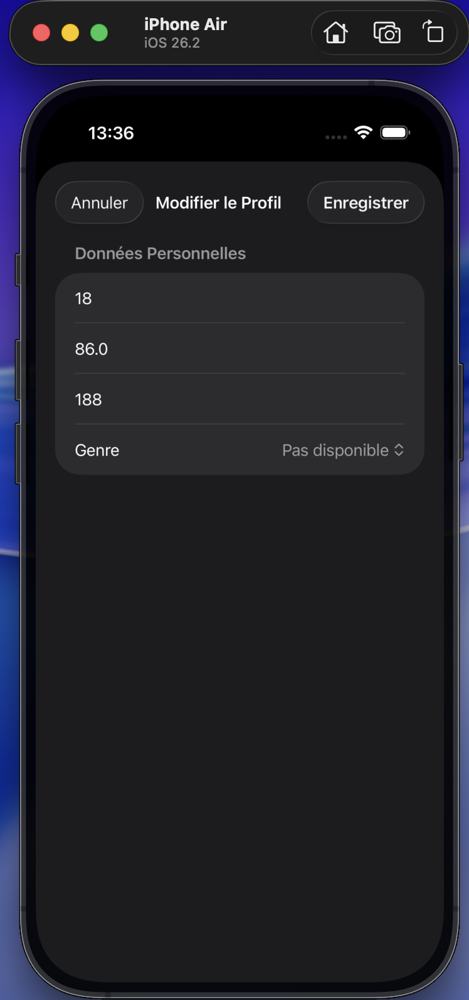 iPhone Air
iOS 26.2
13:36
Annuler
Modifier le Profil
Enregistrer
Données Personnelles
18
86.0
188
Genre
Pas disponible